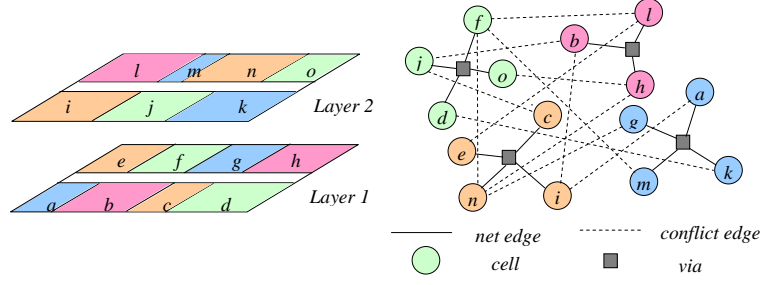 l m n o
i j k
Layer 2
e f g h
a b c d
Layer 1
f l
b
j o
h
a
d c g
e
m k
n i
net edge conflict edge
cell via